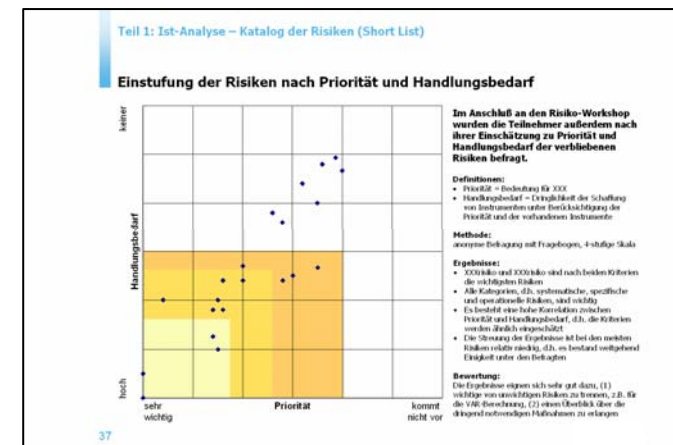 Teil 1: Ist-Analyse – Katalog der Risiken (Short List)
Einstufung der Risiken nach Priorität und Handlungsbedarf
keiner
Handlungsbedarf
hoch
sehr
wichtig
Priorität
kommt
nicht vor
Im Anschluß an den Risiko-Workshop
wurden die Teilnehmer außerdem nach
ihrer Einschätzung zu Priorität und
Handlungsbedarf der verbliebenen
Risiken befragt.
Definitionen:
• Priorität = Bedeutung für XXX
• Handlungsbedarf = Dringlichkeit der Schaffung
von Instrumenten unter Berücksichtigung der
Priorität und der vorhandenen Instrumente
Methode:
anonyme Befragung mit Fragebogen, 4-stufige Skala
Ergebnisse:
• XXXrisiko und XXXrisiko sind nach beiden Kriterien
die wichtigsten Risiken
• Alle Kategorien, d.h. systematische, spezifische
und operationelle Risiken, sind wichtig
• Es besteht eine hohe Korrelation zwischen
Priorität und Handlungsbedarf, d.h. die Kriterien
werden ähnlich eingeschätzt
• Die Streuung der Ergebnisse ist bei den meisten
Risiken relativ niedrig, d.h. es bestand weitgehend
Einigkeit unter den Befragten
Bewertung:
Die Ergebnisse eignen sich sehr gut dazu, (1)
wichtige von unwichtigen Risiken zu trennen, z.B. für
die VAR-Berechnung, (2) einen Überblick über die
dringend notwendigen Maßnahmen zu erlangen
37